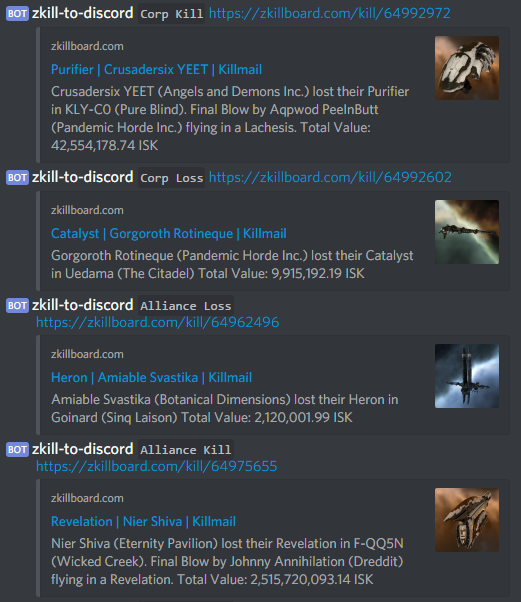 BOT zkill-to-discord Corp Kill https://zkillboard.com/kill/64992972
zkillboard.com
Purifier | Crusadersix YEET | Killmail
Crusadersix YEET (Angels and Demons Inc.) lost their Purifier
in KLY-C0 (Pure Blind). Final Blow by Aqpwod PeelnButt
(Pandemic Horde Inc.) flying in a Lachesis. Total Value:
42,554,178.74 ISK
BOT zkill-to-discord Corp Loss https://zkillboard.com/kill/64992602
zkillboard.com
Catalyst | Gorgoroth Rotineque | Killmail
Gorgoroth Rotineque (Pandemic Horde Inc.) lost their Catalyst
in Uedama (The Citadel) Total Value: 9,915,192.19 ISK
BOT zkill-to-discord Alliance Loss
https://zkillboard.com/kill/64962496
zkillboard.com
Heron | Amiable Svastika | Killmail
Amiable Svastika (Botanical Dimensions) lost their Heron in
Goinard (Sinq Laison) Total Value: 2,120,001.99 ISK
BOT zkill-to-discord Alliance Kill
https://zkillboard.com/kill/64975655
zkillboard.com
Revelation | Nier Shiva | Killmail
Nier Shiva (Eternity Pavilion) lost their Revelation in F-QQ5N
(Wicked Creek). Final Blow by Johnny Annihilation (Dreddit)
flying in a Revelation. Total Value: 2,515,720,093.14 ISK